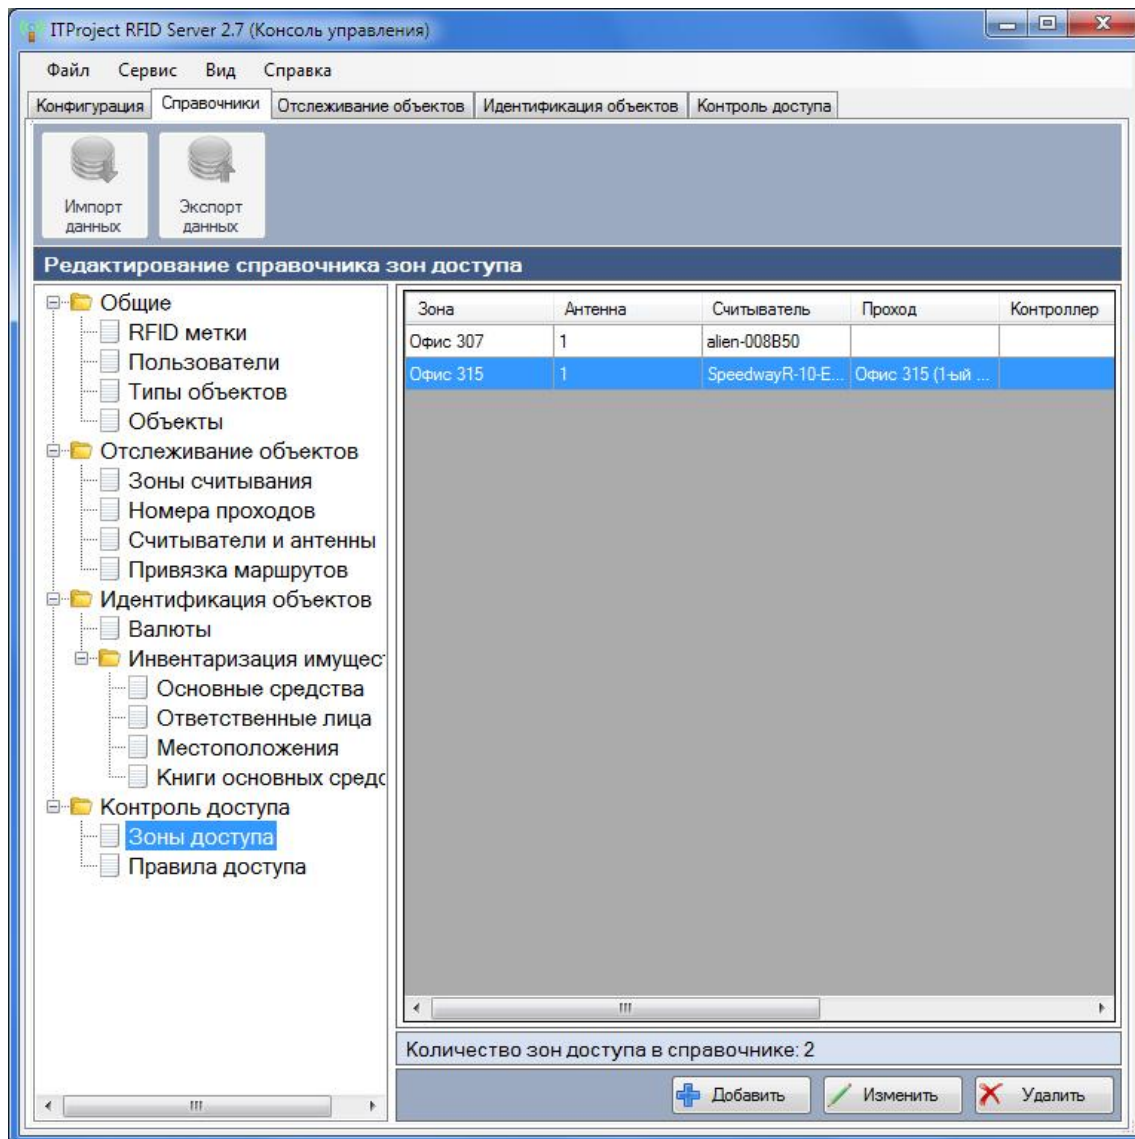 ITProject RFID Server 2.7 (Консоль управления)
Файл Сервис Вид Справка
Конфигурация Справочники Отслеживание объектов Идентификация объектов Контроль доступа
Импорт данных
Экспорт данных
Редактирование справочника зон доступа
Общие
RFID метки
Пользователи
Типы объектов
Объекты
Отслеживание объектов
Зоны считывания
Номера проходов
Считыватели и антенны
Привязка маршрутов
Идентификация объектов
Валюты
Инвентаризация имущес
Основные средства
Ответственные лица
Местоположения
Книги основных средс
Контроль доступа
Зоны доступа
Правила доступа
Зона Антенна Считыватель Проход Контроллер
Офис 307 1 alien-008B50
Офис 315 1 SpeedwayR-10-E... Офис 315 (1-ый ...
Количество зон доступа в справочнике: 2
Добавить Изменить Удалить